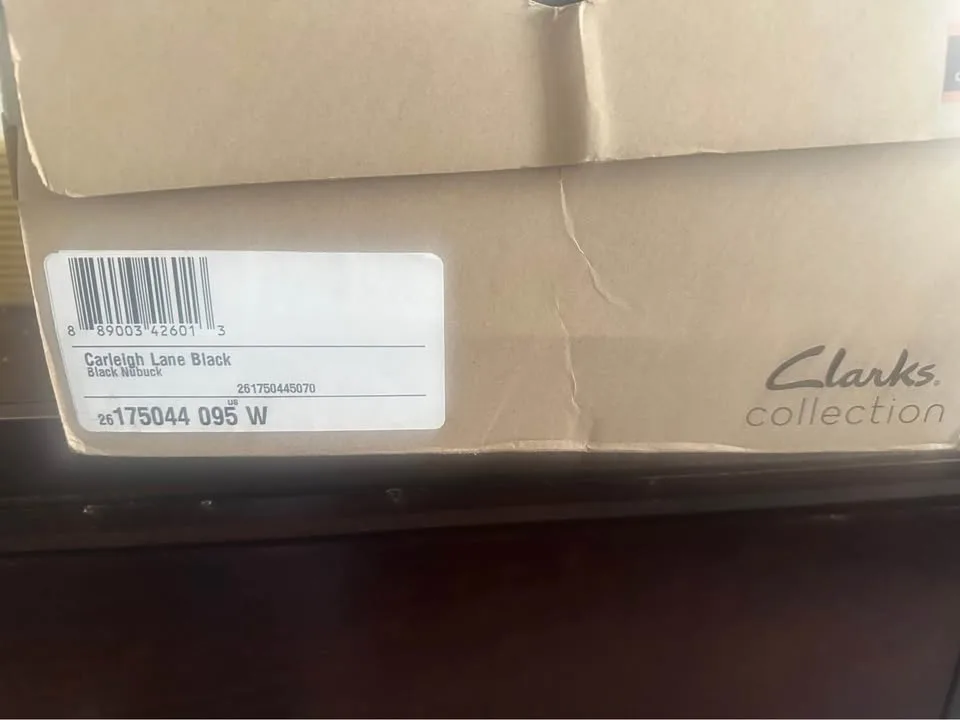 8 89003 42601 3
Carleigh Lane Black
Black Nubuck
261750445070
US
26175044 095 W
Clarks.
collection